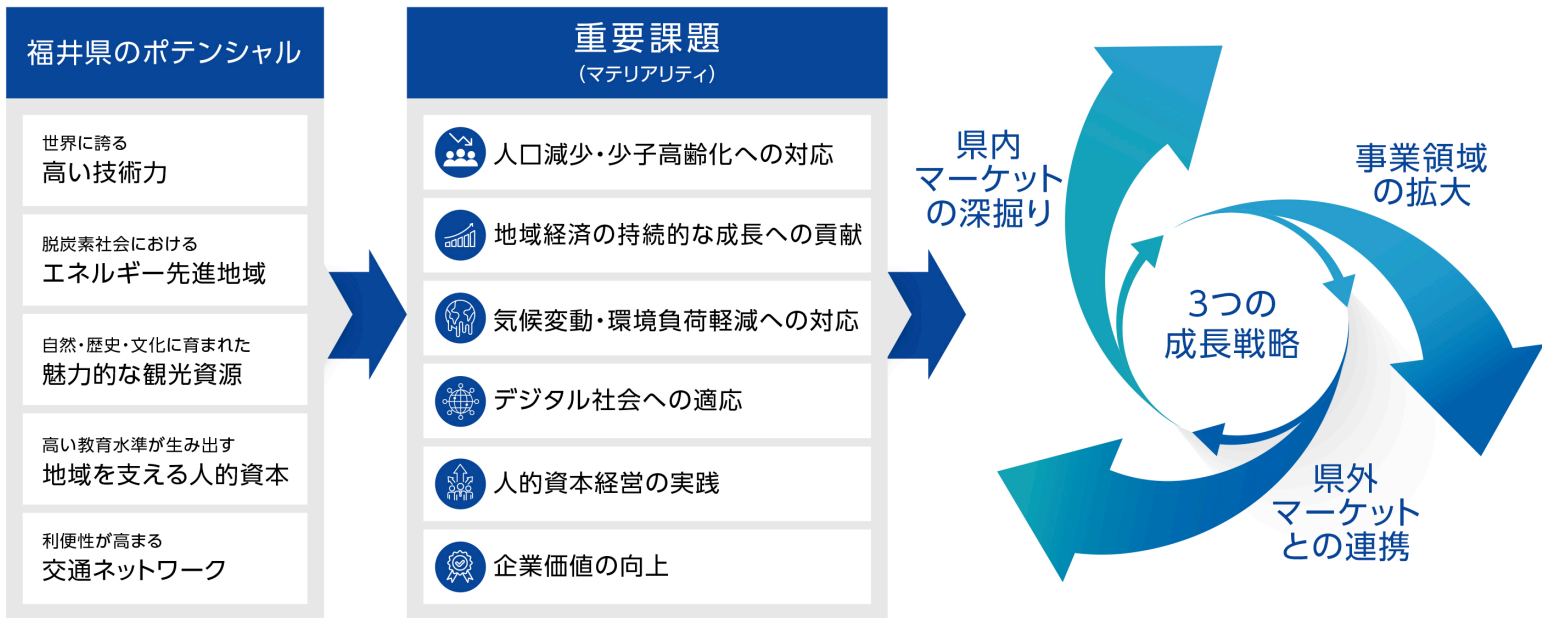 福井県のポテンシャル
世界に誇る
高い技術力
脱炭素社会における
エネルギー先進地域
自然・歴史・文化に育まれた
魅力的な観光資源
高い教育水準が生み出す
地域を支える人的資本
利便性が高まる
交通ネットワーク
重要課題
（マテリアリティ）
人口減少・少子高齢化への対応
地域経済の持続的な成長への貢献
気候変動・環境負荷軽減への対応
デジタル社会への適応
人的資本経営の実践
企業価値の向上
県内
マーケット
の深掘り
事業領域
の拡大
3つの
成長戦略
県外
マーケット
との連携